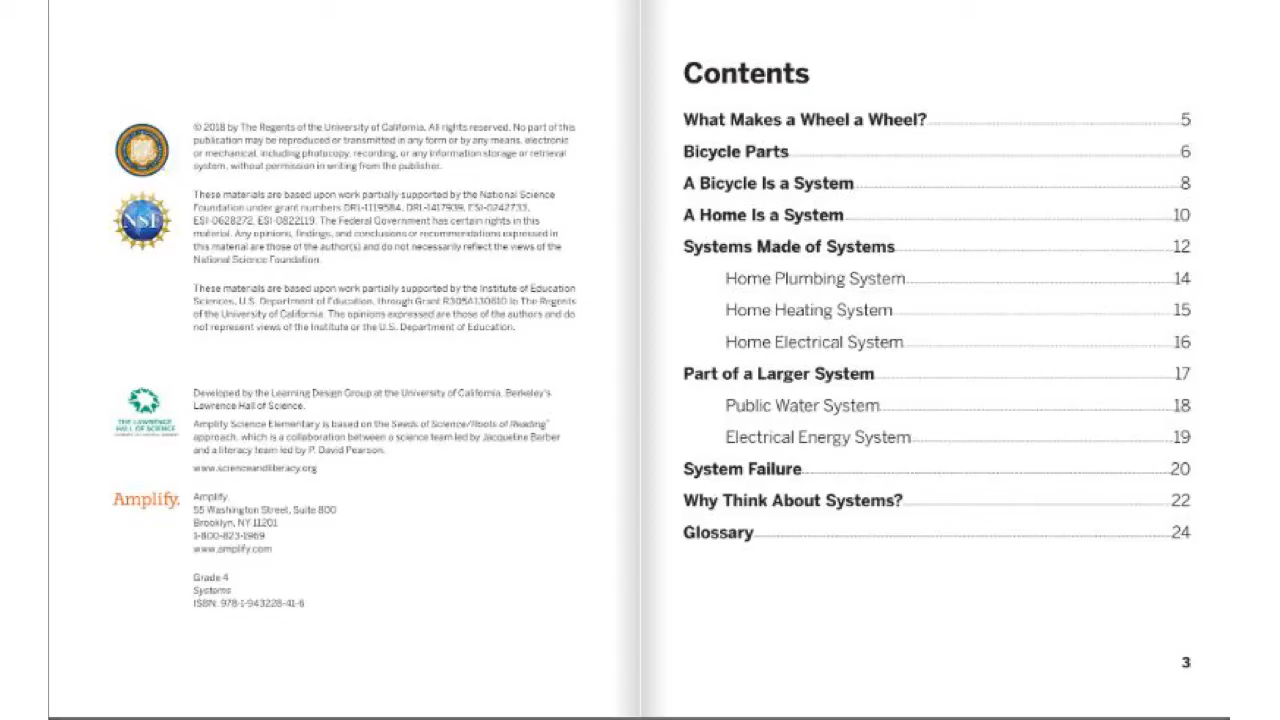 © 2018 by The Regents of the University of California. All rights reserved. No part of this
publication may be reproduced or transmitted in any form or by any means, electronic
or mechanical, including photocopy, recording, or any information storage or retrieval
system, without permission in writing from the publisher.
NSF
These materials are based upon work partially supported by the National Science
Foundation under grant numbers DRL-1119584, DRL-1417939, ESI-0242733,
ESI-0628272, ESI-0822119. The Federal Government has certain rights in this
material. Any opinions, findings, and conclusions or recommendations expressed in
this material are those of the author(s) and do not necessarily reflect the views of the
National Science Foundation.
These materials are based upon work partially supported by the Institute of Education
Sciences, U.S. Department of Education, through Grant R305A130610 to The Regents
of the University of California. The opinions expressed are those of the authors and do
not represent views of the Institute or the U.S. Department of Education.
THE LAWRENCE
HALL OF SCIENCE
Developed by the Learning Design Group at the University of California, Berkeley's
Lawrence Hall of Science.
Amplify Science Elementary is based on the Seeds of Science/Roots of Reading®
approach, which is a collaboration between a science team led by Jacqueline Barber
and a literacy team led by P. David Pearson.
www.scienceandliteracy.org
Amplify.
Amplify.
55 Washington Street, Suite 800
Brooklyn, NY 11201
1-800-823-1969
www.amplify.com
Grade 4
Systems
ISBN: 978-1-943228-41-6
Contents
What Makes a Wheel a Wheel? 5
Bicycle Parts 6
A Bicycle Is a System 8
A Home Is a System 10
Systems Made of Systems 12
Home Plumbing System 14
Home Heating System 15
Home Electrical System 16
Part of a Larger System 17
Public Water System 18
Electrical Energy System 19
System Failure 20
Why Think About Systems? 22
Glossary 24
3